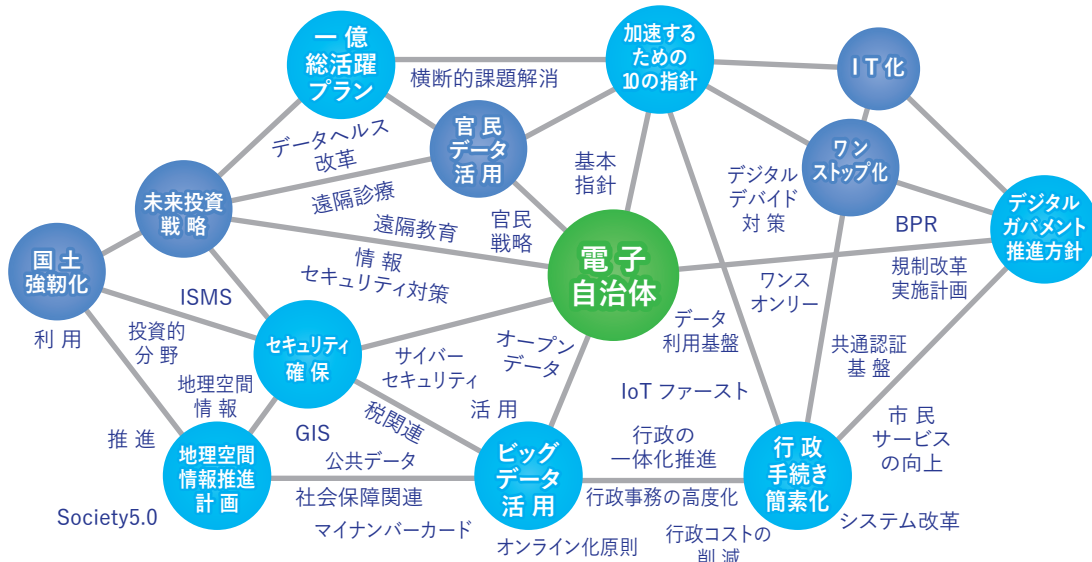 一 億
総活躍
プラン
加速する
ための
10の指針
IT化
横断的課題解消
官 民
データ
活 用
データヘルス
改革
ワン
ストップ化
基本
指針
デジタル
デバイド
対 策
未来投資
戦 略
遠隔診療
遠隔教育
官民
戦略
デジタル
ガバメント
推進方針
BPR
国 土
強靭化
情 報
セキュリティ対策
電 子
自治体
規制改革
実施計画
ワンス
オンリー
ISMS
利 用
投資的
分 野
セキュリティ
確 保
サイバー
セキュリティ
オープン
データ
データ
利用基盤
共通認証
基 盤
地理空間
情 報
税関連
活 用
IoT ファースト
市 民
サービス
の向上
推 進
地理空間
情報推進
計 画
GIS
公共データ
ビッグ
データ
活 用
行政の
一体化推進
行 政
手続き
簡素化
社会保障関連
行政事務の高度化
Society5.0
マイナンバーカード
オンライン化原則
行政コストの
削 減
システム改革